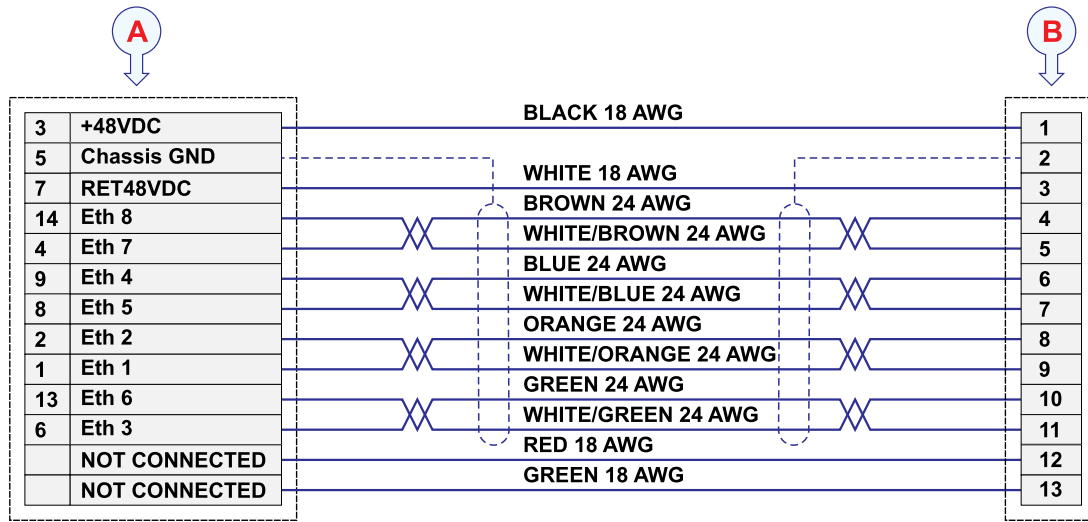 A B
BLACK 18 AWG
3 +48VDC 1
5 Chassis GND 2
WHITE 18 AWG
7 RET48VDC 3
BROWN 24 AWG
14 Eth 8 4
WHITE/BROWN 24 AWG
4 Eth 7 5
BLUE 24 AWG
9 Eth 4 6
WHITE/BLUE 24 AWG
8 Eth 5 7
ORANGE 24 AWG
2 Eth 2 8
WHITE/ORANGE 24 AWG
1 Eth 1 9
GREEN 24 AWG
13 Eth 6 10
WHITE/GREEN 24 AWG
6 Eth 3 11
RED 18 AWG
NOT CONNECTED 12
GREEN 18 AWG
NOT CONNECTED 13